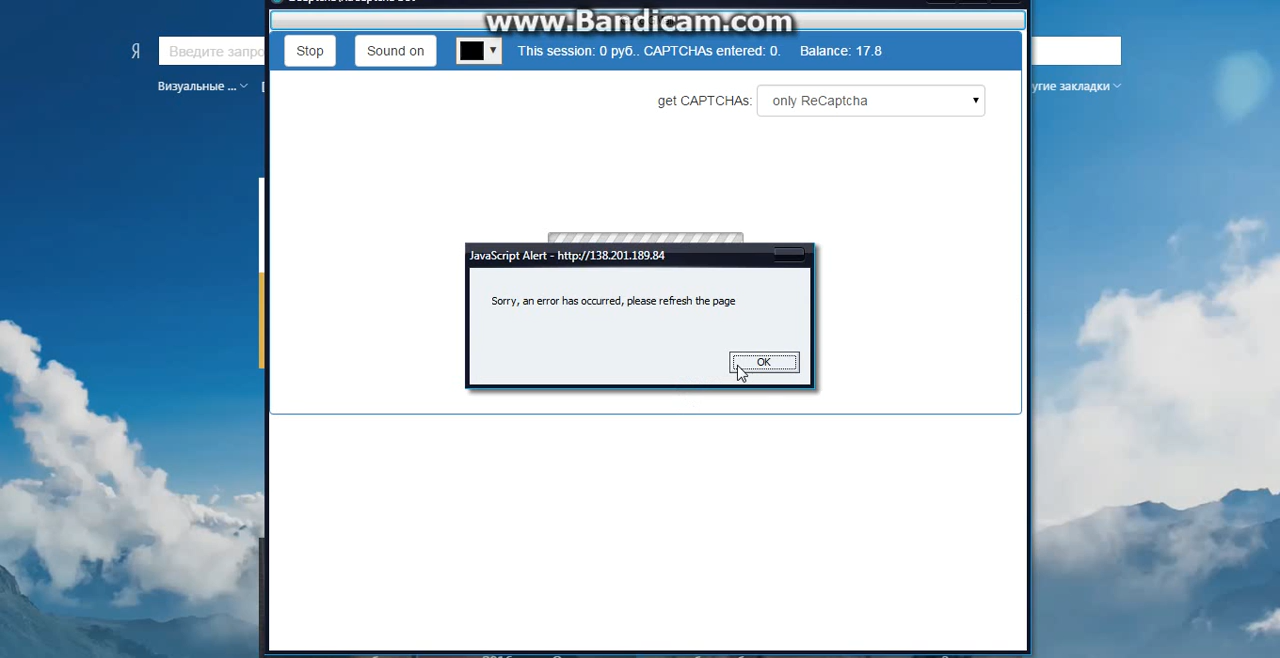 www.Bandicam.com
Я
Введите запро
Stop
Sound on
This session: 0 руб.. CAPTCHAs entered: 0.
Balance: 17.8
Визуальные ...
угие закладки
get CAPTCHAs:
only ReCaptcha
JavaScript Alert - http://138.201.189.84
Sorry, an error has occurred, please refresh the page
OK